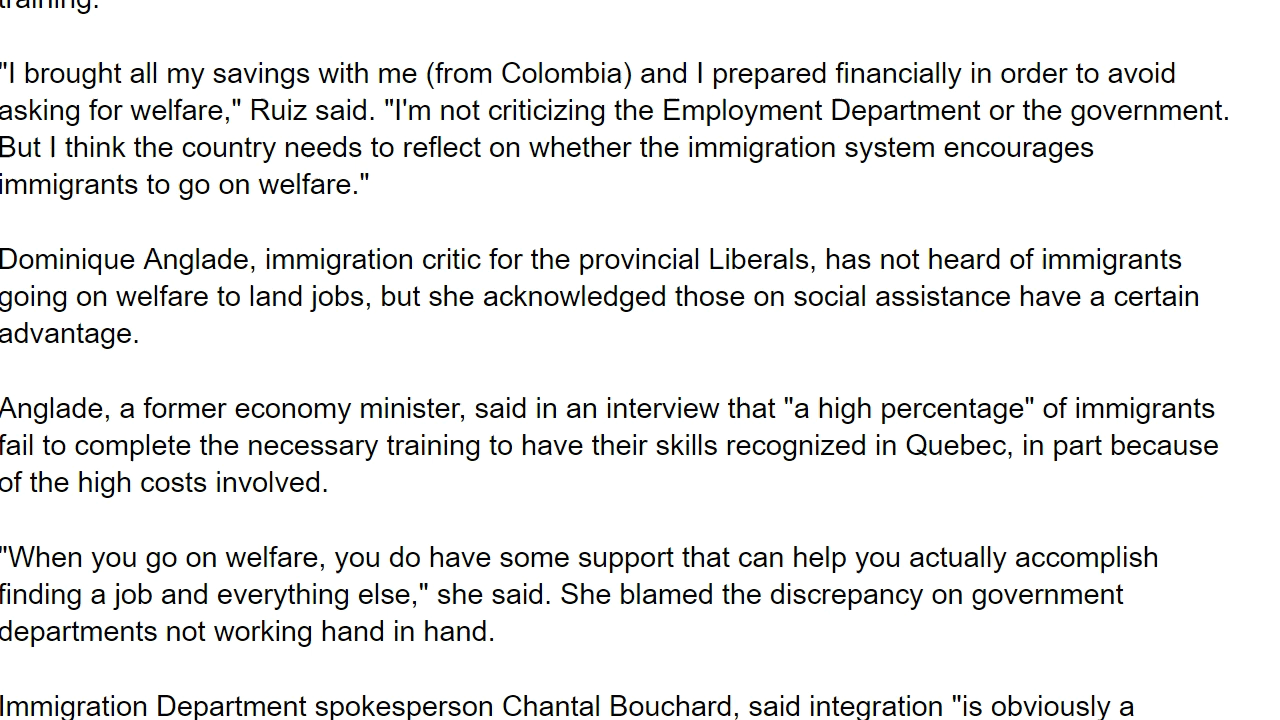 training.
"I brought all my savings with me (from Colombia) and I prepared financially in order to avoid
asking for welfare," Ruiz said. "I'm not criticizing the Employment Department or the government.
But I think the country needs to reflect on whether the immigration system encourages
immigrants to go on welfare."
Dominique Anglade, immigration critic for the provincial Liberals, has not heard of immigrants
going on welfare to land jobs, but she acknowledged those on social assistance have a certain
advantage.
Anglade, a former economy minister, said in an interview that "a high percentage" of immigrants
fail to complete the necessary training to have their skills recognized in Quebec, in part because
of the high costs involved.
"When you go on welfare, you do have some support that can help you actually accomplish
finding a job and everything else," she said. She blamed the discrepancy on government
departments not working hand in hand.
Immigration Department spokesperson Chantal Bouchard, said integration "is obviously a